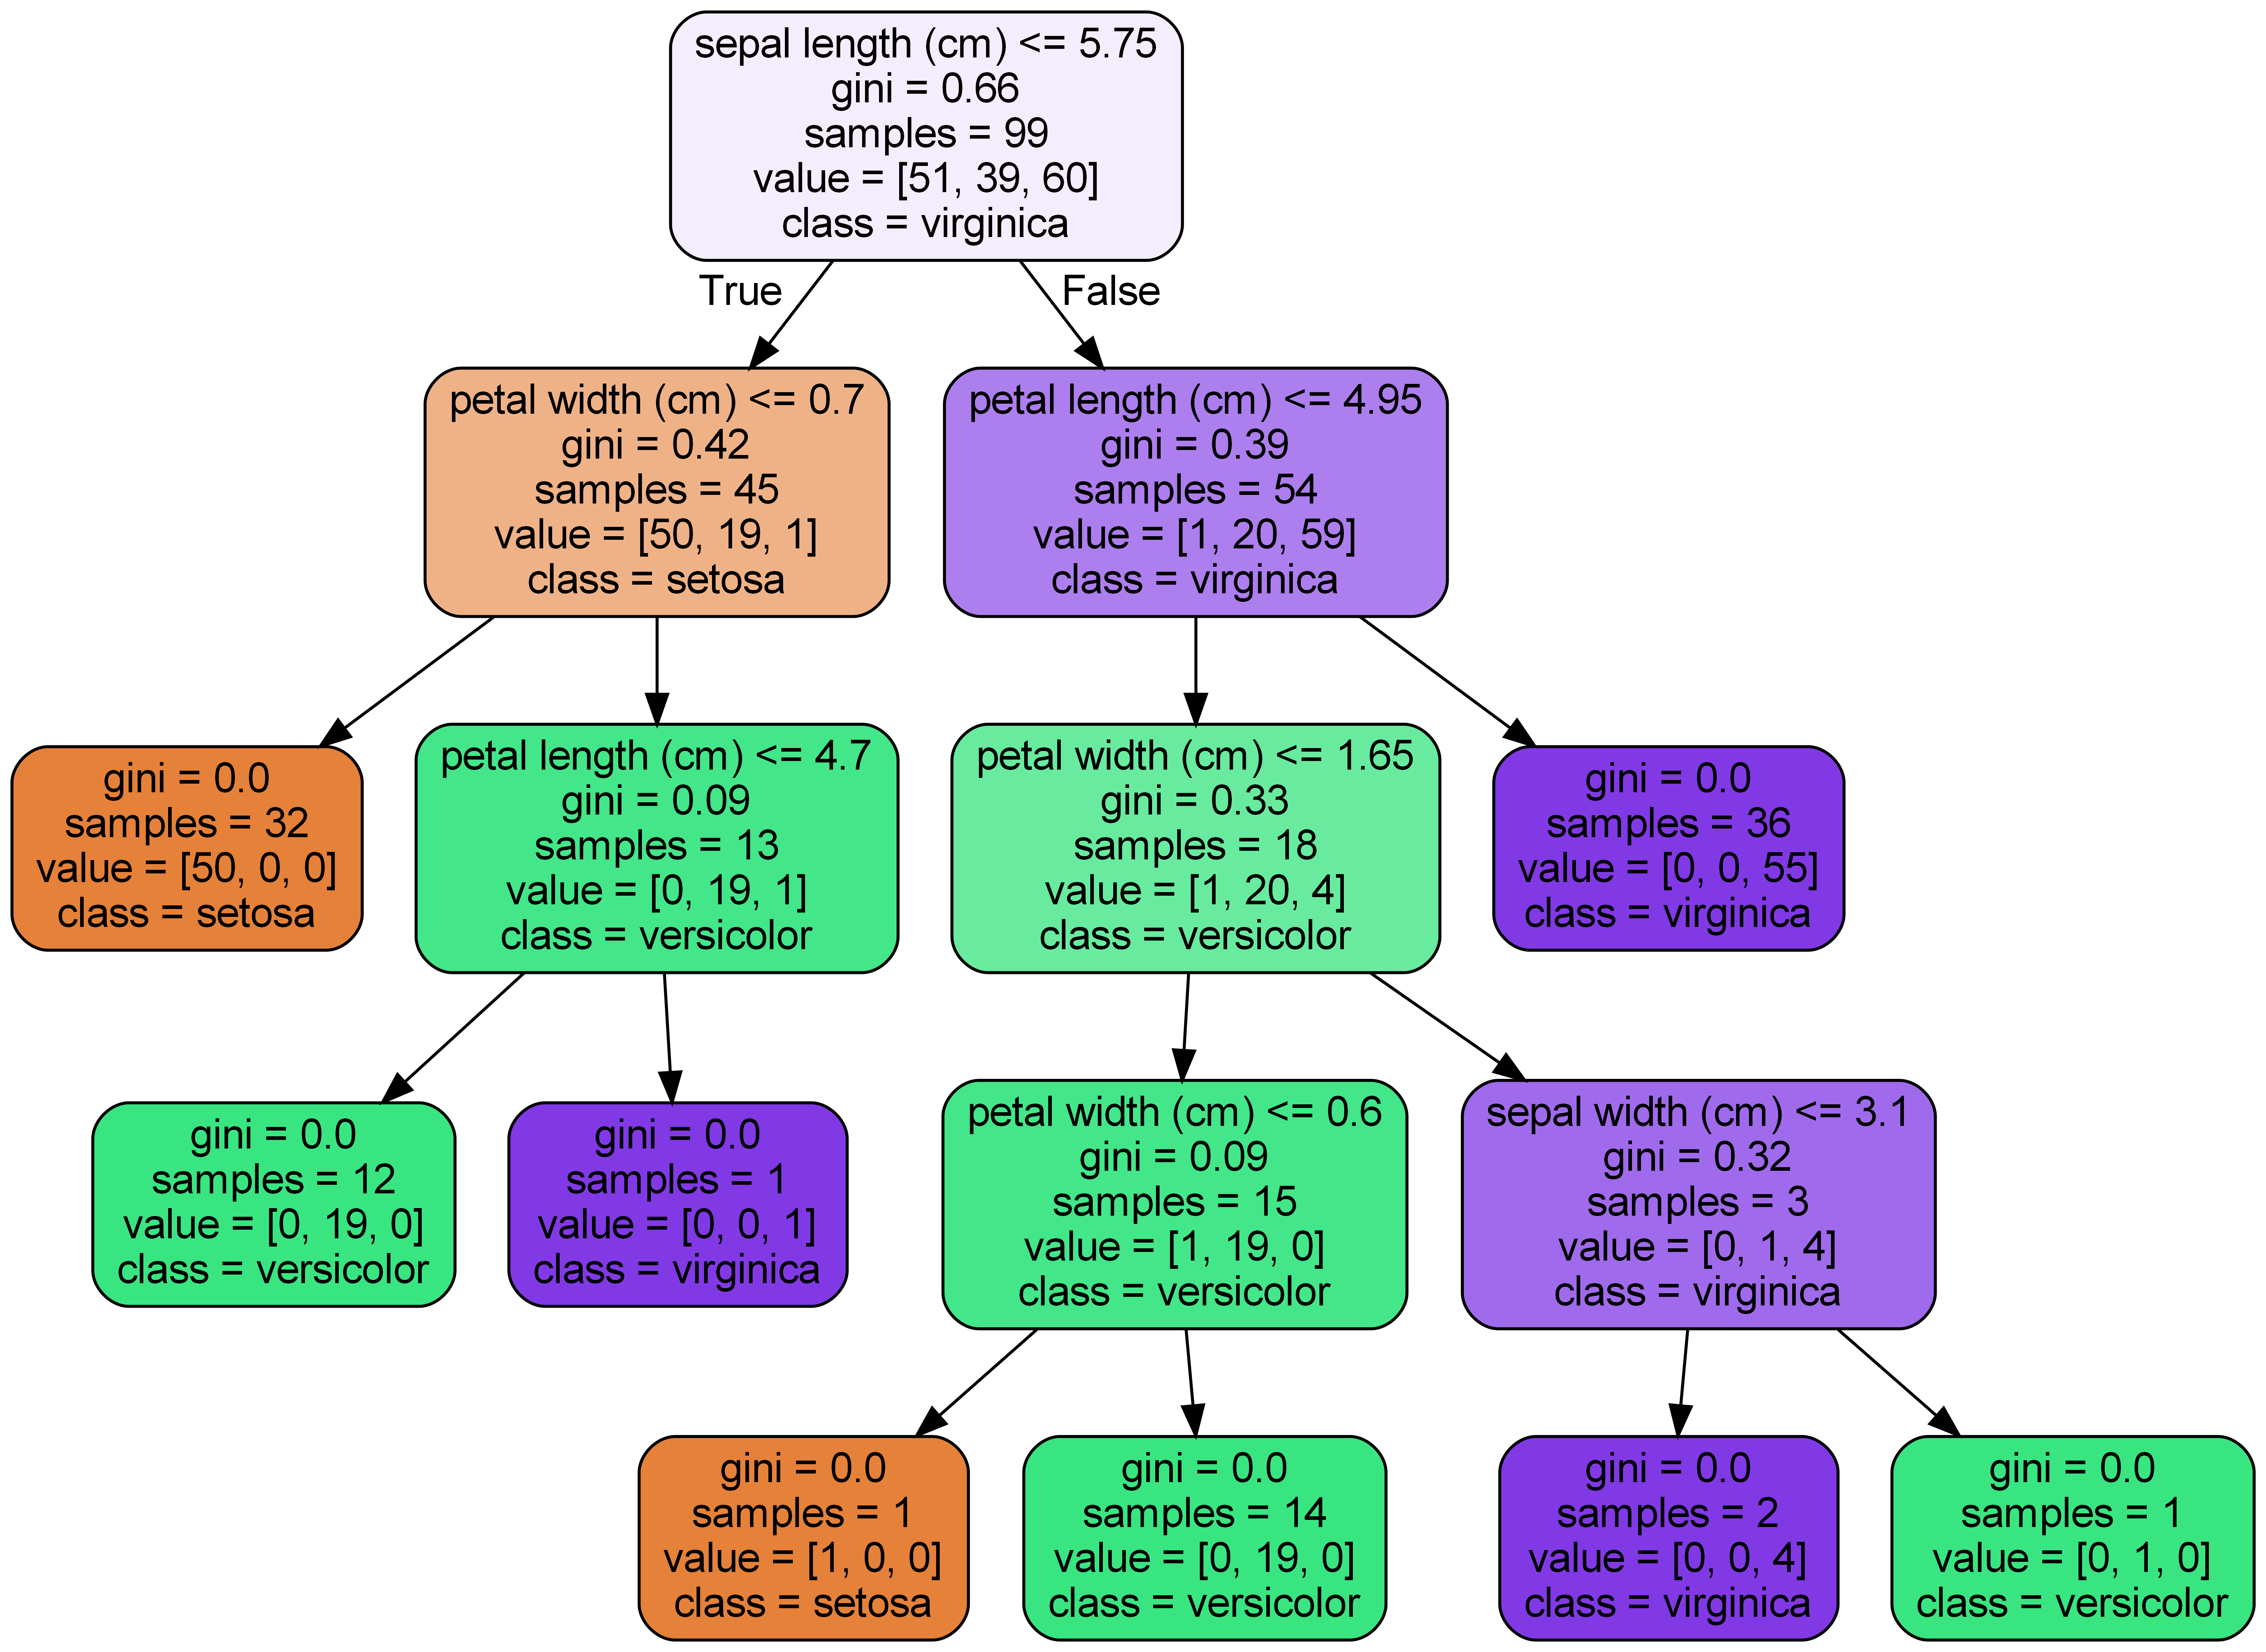 sepal length (cm) <= 5.75
gini = 0.66
samples = 99
value = [51, 39, 60]
class = virginica
True
False
petal width (cm) <= 0.7
gini = 0.42
samples = 45
value = [50, 19, 1]
class = setosa
petal length (cm) <= 4.95
gini = 0.39
samples = 54
value = [1, 20, 59]
class = virginica
gini = 0.0
samples = 32
value = [50, 0, 0]
class = setosa
petal length (cm) <= 4.7
gini = 0.09
samples = 13
value = [0, 19, 1]
class = versicolor
petal width (cm) <= 1.65
gini = 0.33
samples = 18
value = [1, 20, 4]
class = versicolor
gini = 0.0
samples = 36
value = [0, 0, 55]
class = virginica
gini = 0.0
samples = 12
value = [0, 19, 0]
class = versicolor
gini = 0.0
samples = 1
value = [0, 0, 1]
class = virginica
petal width (cm) <= 0.6
gini = 0.09
samples = 15
value = [1, 19, 0]
class = versicolor
sepal width (cm) <= 3.1
gini = 0.32
samples = 3
value = [0, 1, 4]
class = virginica
gini = 0.0
samples = 1
value = [1, 0, 0]
class = setosa
gini = 0.0
samples = 14
value = [0, 19, 0]
class = versicolor
gini = 0.0
samples = 2
value = [0, 0, 4]
class = virginica
gini = 0.0
samples = 1
value = [0, 1, 0]
class = versicolor